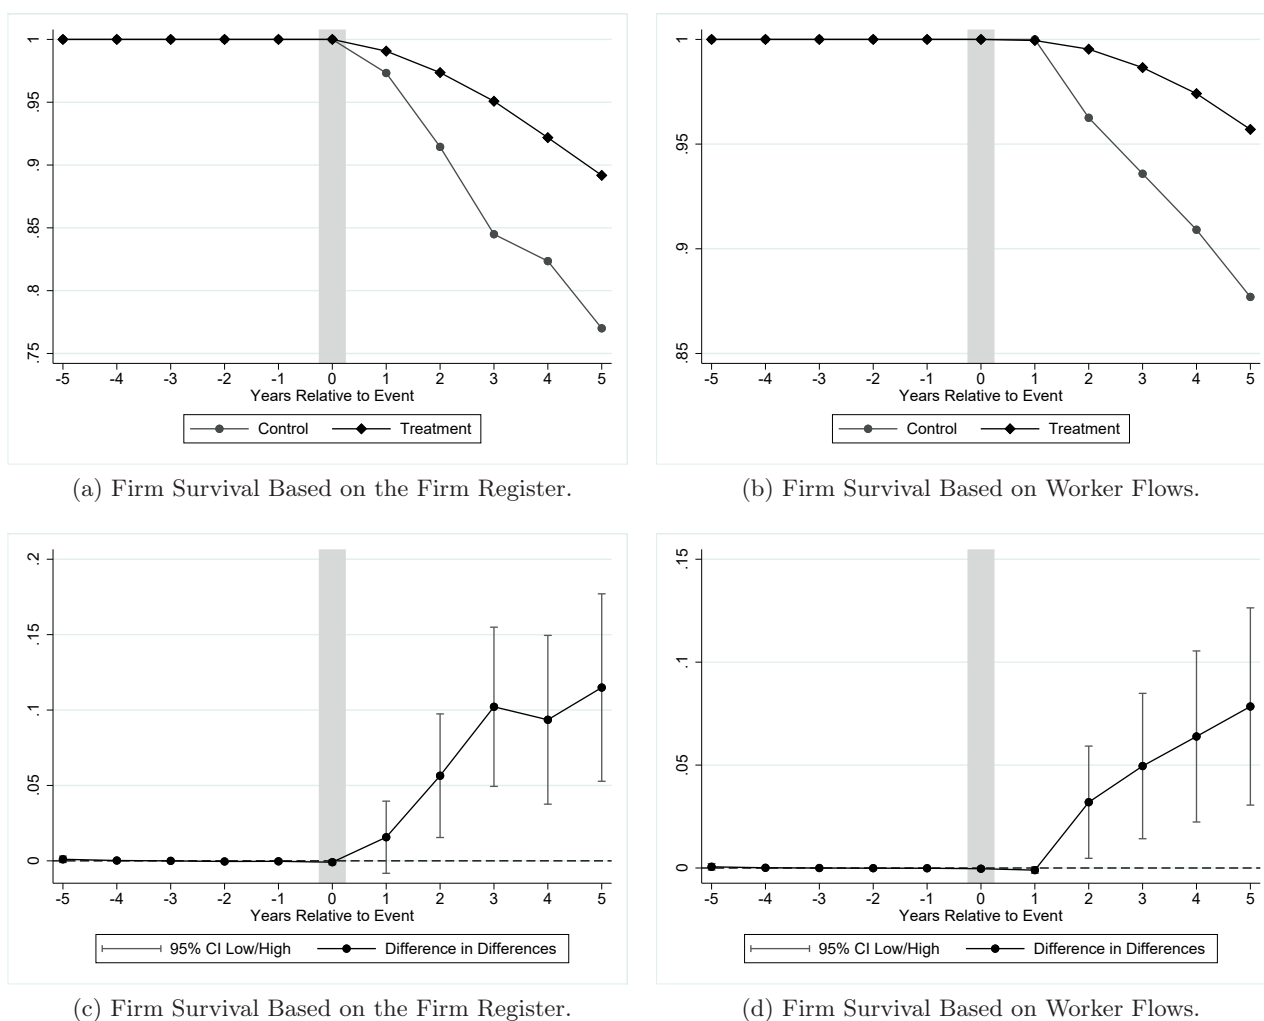 1
.95
.9
.85
.8
.75
-5 -4 -3 -2 -1 0 1 2 3 4 5
Years Relative to Event
Control Treatment
(a) Firm Survival Based on the Firm Register.
1
.95
.9
.85
-5 -4 -3 -2 -1 0 1 2 3 4 5
Years Relative to Event
Control Treatment
(b) Firm Survival Based on Worker Flows.
.2
.15
.1
.05
0
-5 -4 -3 -2 -1 0 1 2 3 4 5
Years Relative to Event
95% CI Low/High Difference in Differences
(c) Firm Survival Based on the Firm Register.
.15
.1
.05
0
-5 -4 -3 -2 -1 0 1 2 3 4 5
Years Relative to Event
95% CI Low/High Difference in Differences
(d) Firm Survival Based on Worker Flows.